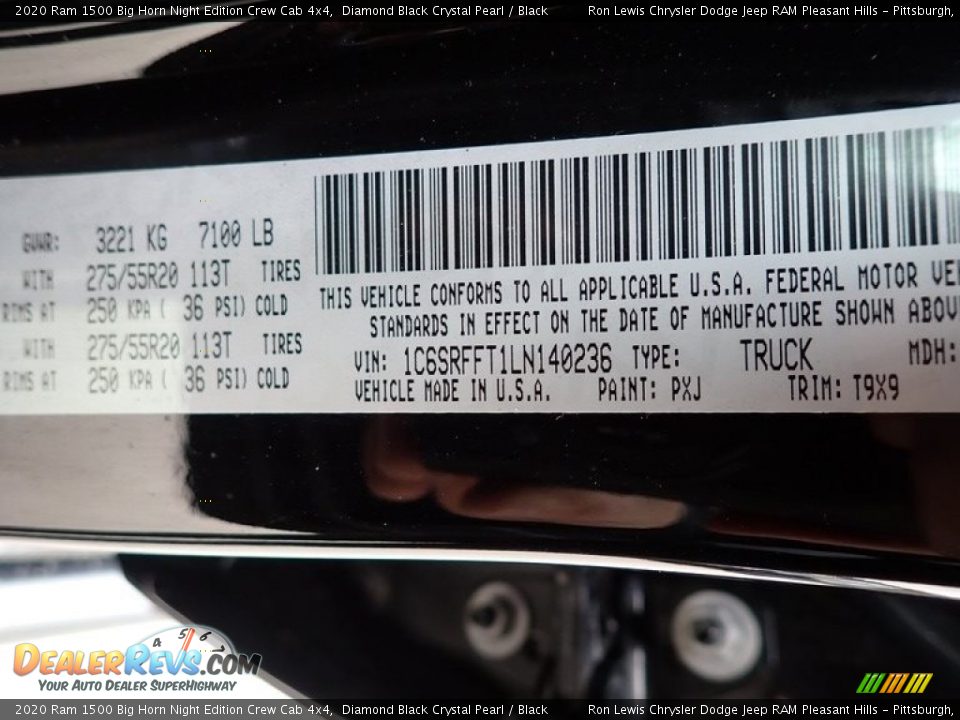 2020 Ram 1500 Big Horn Night Edition Crew Cab 4x4, Diamond Black Crystal Pearl / Black Ron Lewis Chrysler Dodge Jeep RAM Pleasant Hills - Pittsburgh,
GVWR: 3221 KG 7100 LB
WITH 275/55R20 113T TIRES
RIMS AT 250 KPA ( 36 PSI) COLD
WITH 275/55R20 113T TIRES
RIMS AT 250 KPA ( 36 PSI) COLD
THIS VEHICLE CONFORMS TO ALL APPLICABLE U.S.A. FEDERAL MOTOR VE
STANDARDS IN EFFECT ON THE DATE OF MANUFACTURE SHOWN ABOV
VIN: 1C6SRFFT1LN140236 TYPE: TRUCK MDH:
VEHICLE MADE IN U.S.A. PAINT: PXJ TRIM: T9X9
4 5 6
DealerRevs.com
Your Auto Dealer SuperHighway
2020 Ram 1500 Big Horn Night Edition Crew Cab 4x4, Diamond Black Crystal Pearl / Black Ron Lewis Chrysler Dodge Jeep RAM Pleasant Hills - Pittsburgh,